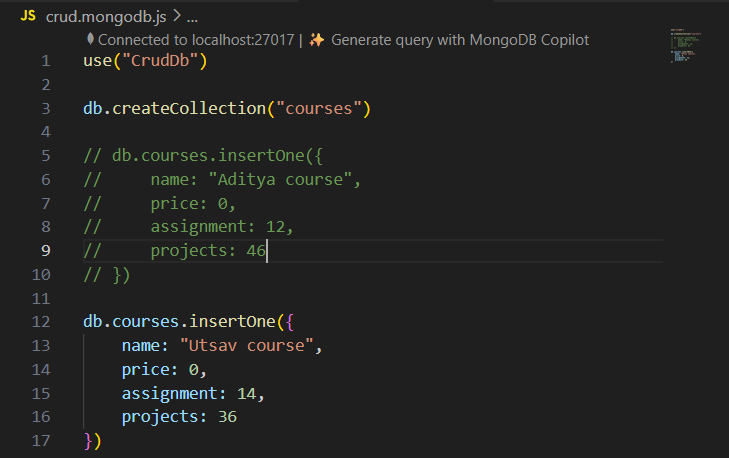 JS crud.mongodb.js > ...
Connected to localhost:27017 | ✨ Generate query with MongoDB Copilot
1 use("CrudDb")
2
3 db.createCollection("courses")
4
5 // db.courses.insertOne({
6 //     name: "Aditya course",
7 //     price: 0,
8 //     assignment: 12,
9 //     projects: 46
10 // })
11
12 db.courses.insertOne({
13     name: "Utsav course",
14     price: 0,
15     assignment: 14,
16     projects: 36
17 })